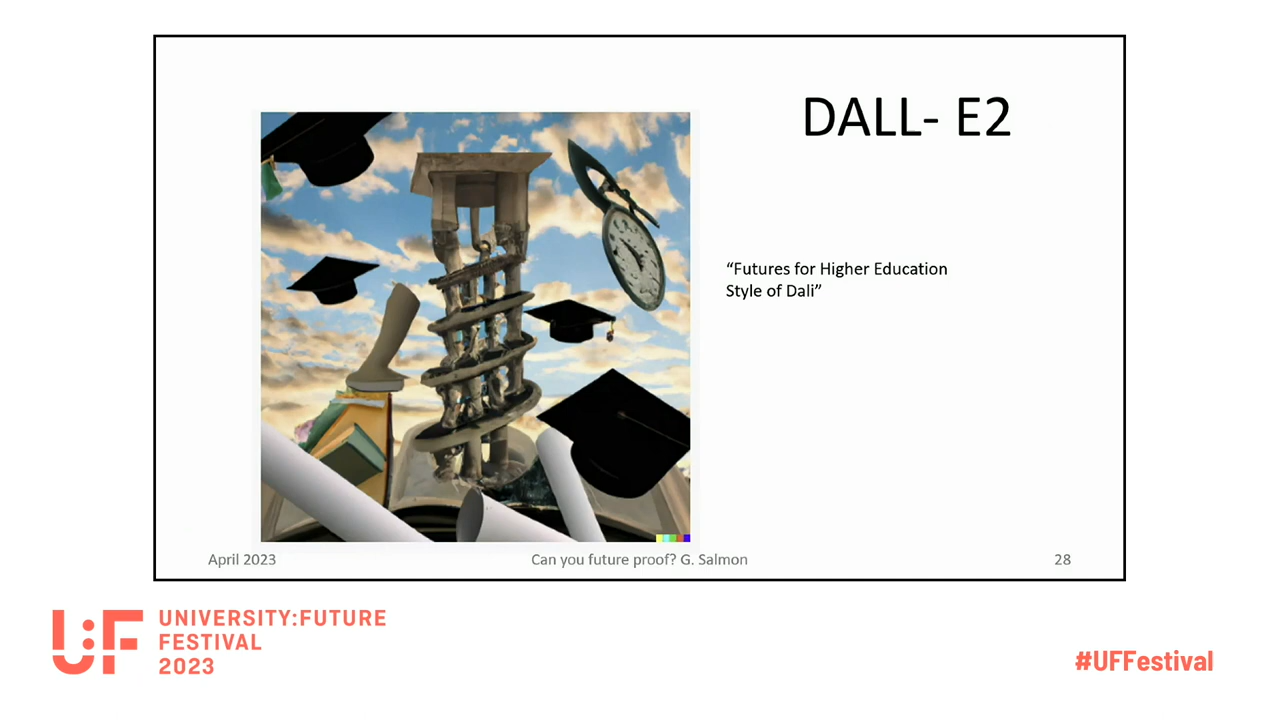 DALL- E2
“Futures for Higher Education
Style of Dali”
April 2023
Can you future proof? G. Salmon
28
U:F
UNIVERSITY:FUTURE
FESTIVAL
2023
#UFFestival